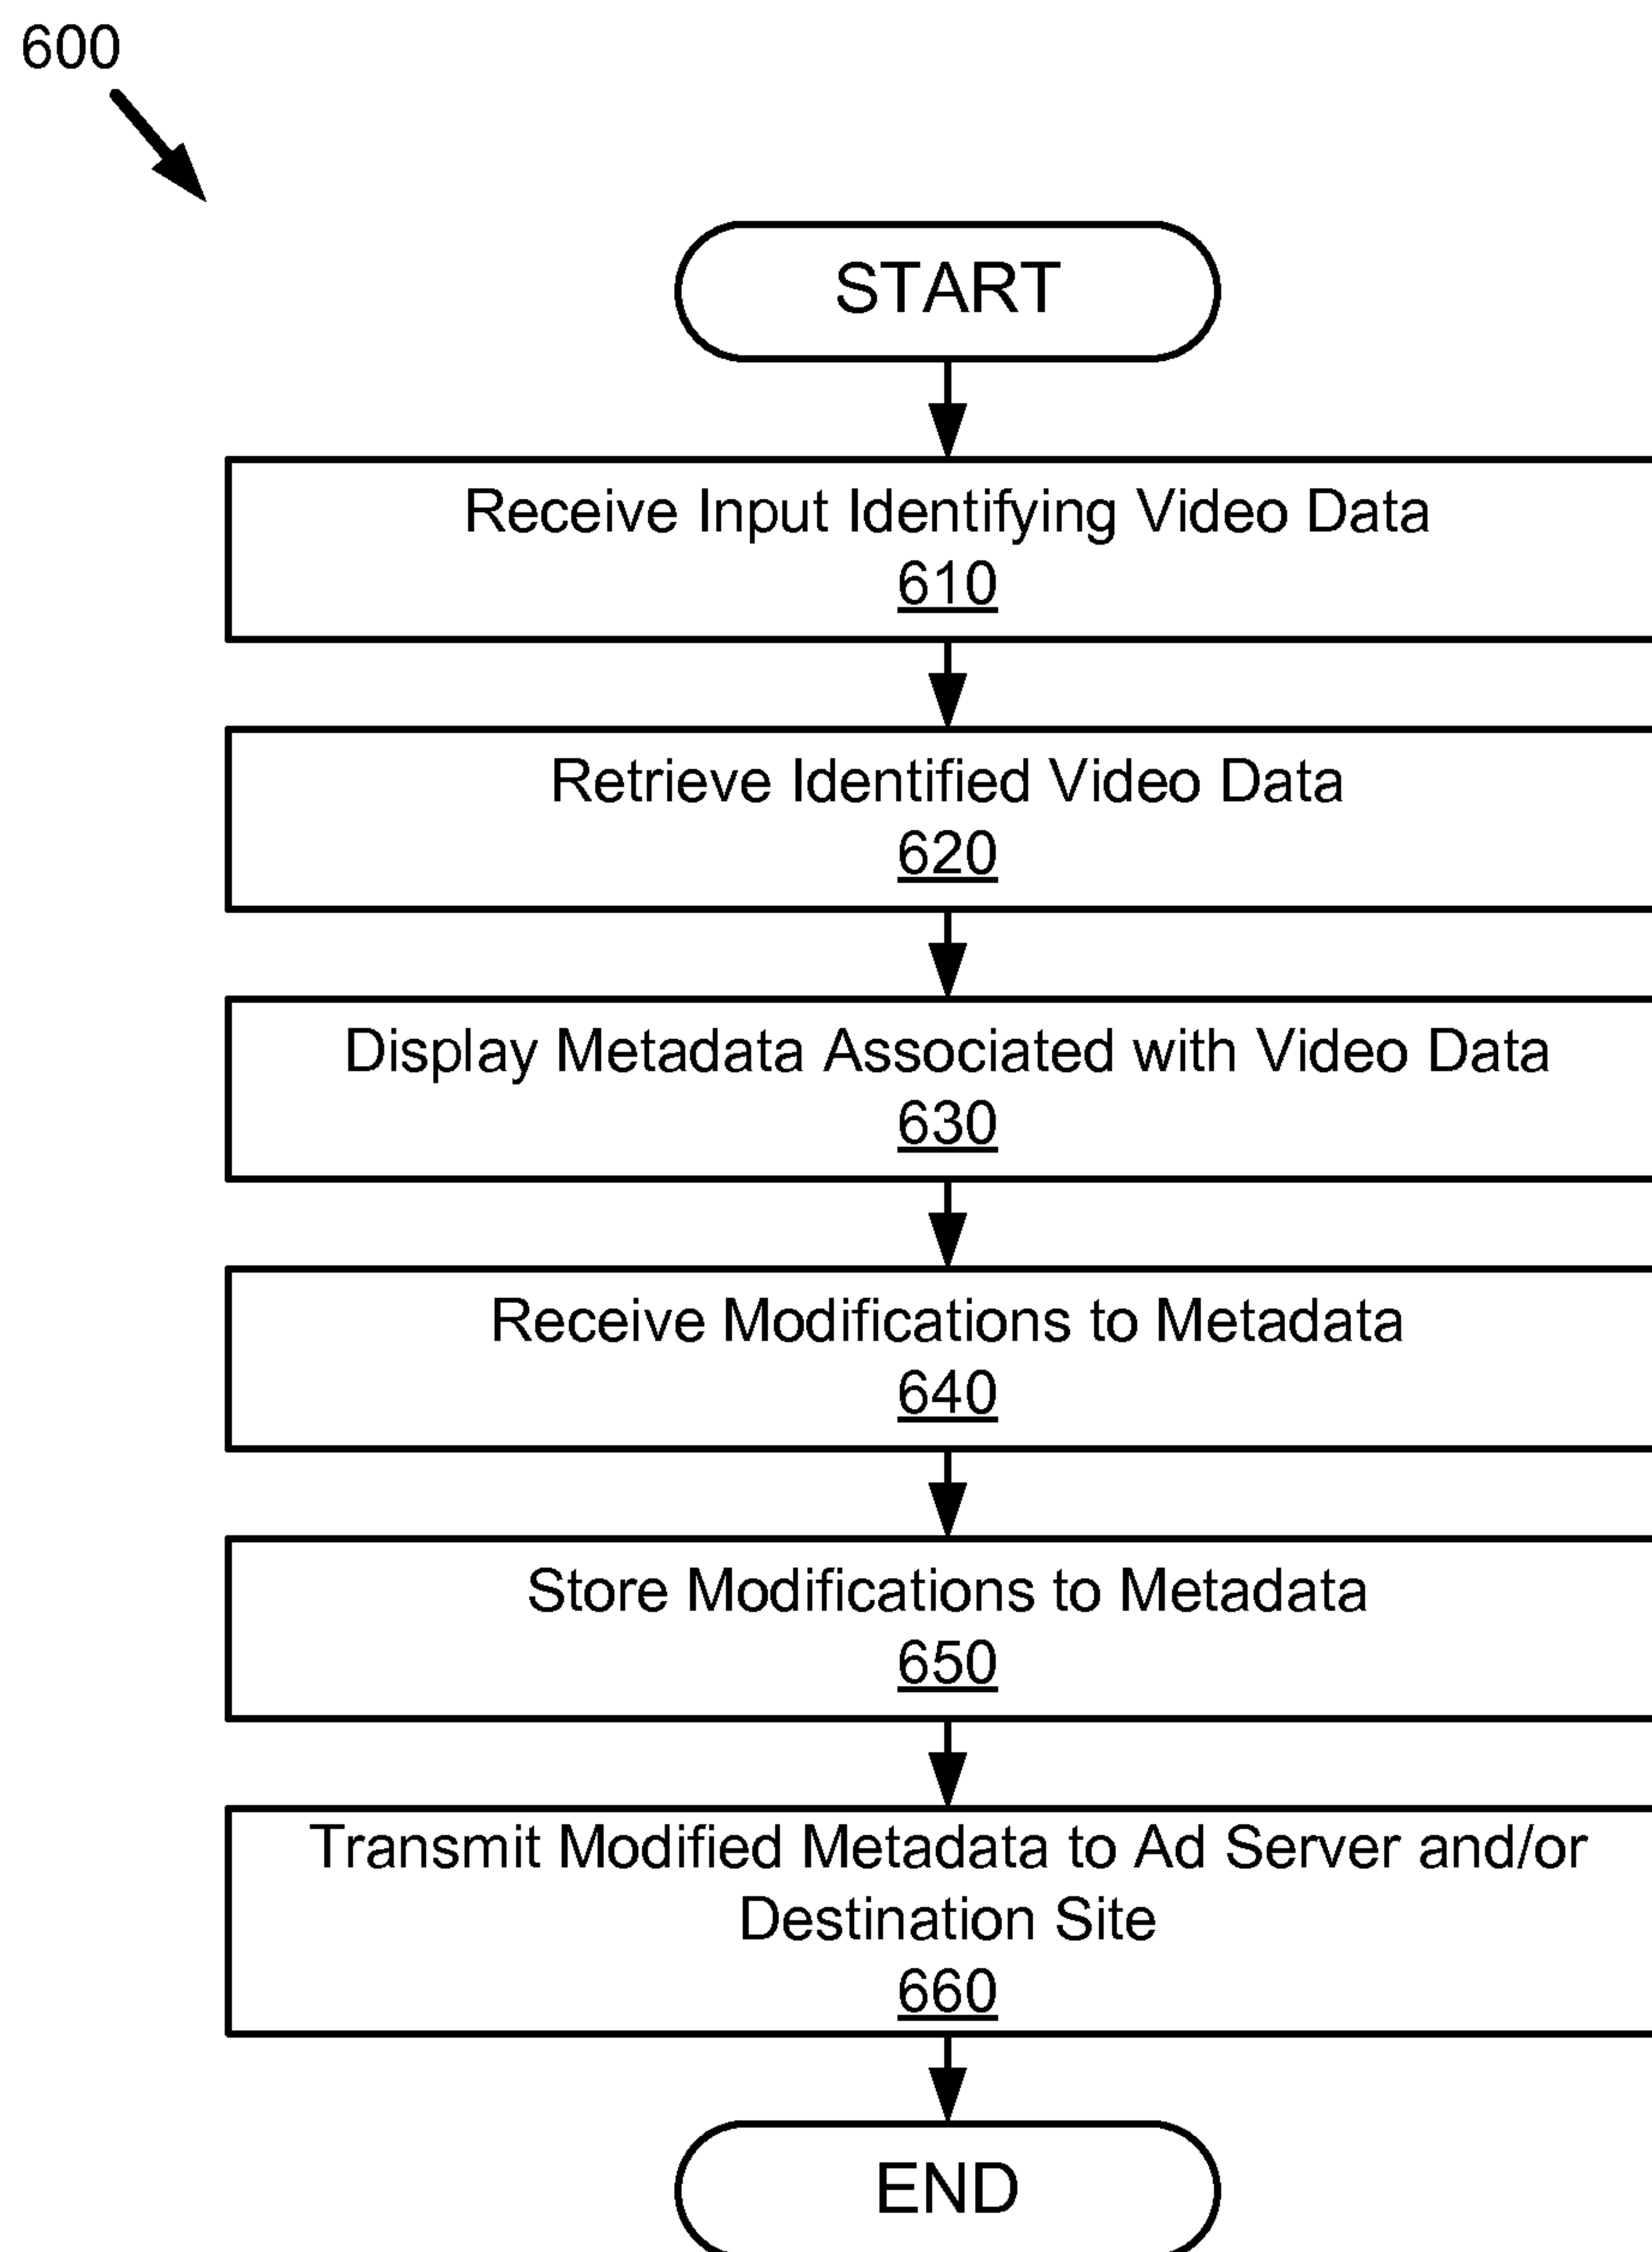 600
START
Receive Input Identifying Video Data
610
Retrieve Identified Video Data
620
Display Metadata Associated with Video Data
630
Receive Modifications to Metadata
640
Store Modifications to Metadata
650
Transmit Modified Metadata to Ad Server and/or
Destination Site
660
END